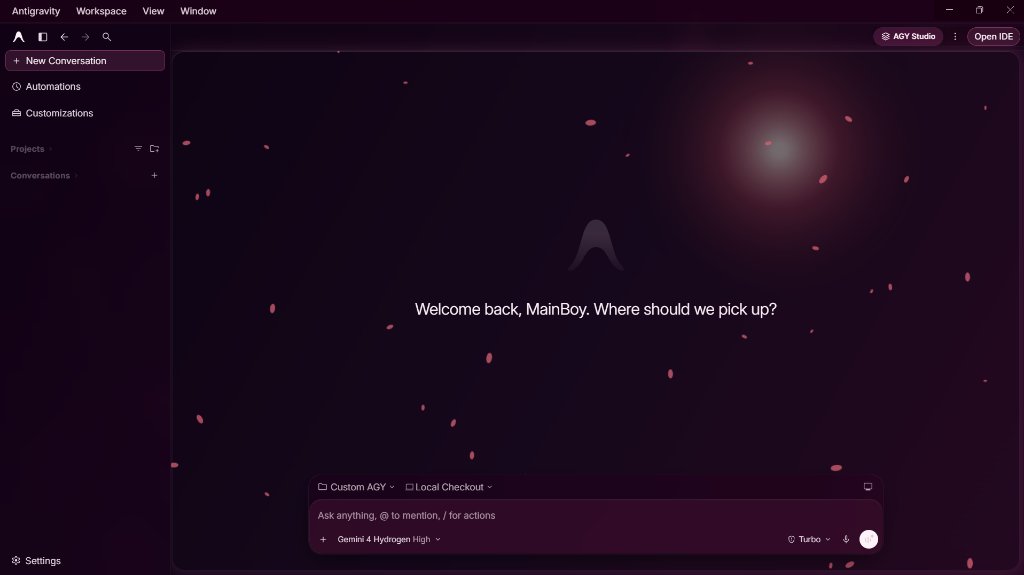 Antigravity Workspace View Window
AGY Studio Open IDE
New Conversation
Automations
Customizations
Projects
Conversations
Welcome back, MainBoy. Where should we pick up?
Custom AGY Local Checkout
Ask anything, @ to mention, / for actions
+ Gemini 4 Hydrogen High Turbo
Settings